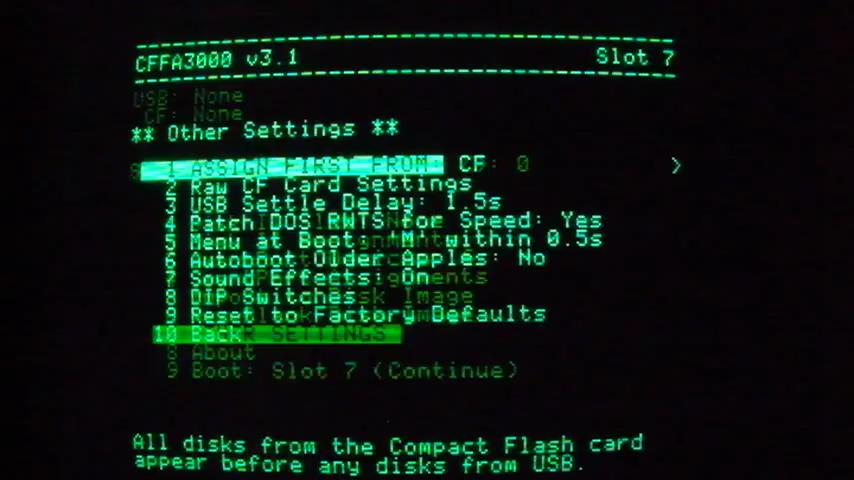 CFFA3000 v3.1 Slot 7
USB: None
CF: None
** Other Settings **
1 ASSIGN FIRST FROM: CF: 0 >
2 Raw CF Card Settings
3 USB Settle Delay: 1.5s
4 Patch DOS RWTS for Speed: Yes
5 Menu at Boot: 'M' within 0.5s
6 Autoboot Older Apples: No
7 Sound Effects: On
8 DIP Switches
9 Reset to Factory Defaults
10 Back SETTINGS
8 About
9 Boot: Slot 7 (Continue)
All disks from the Compact Flash card
appear before any disks from USB.